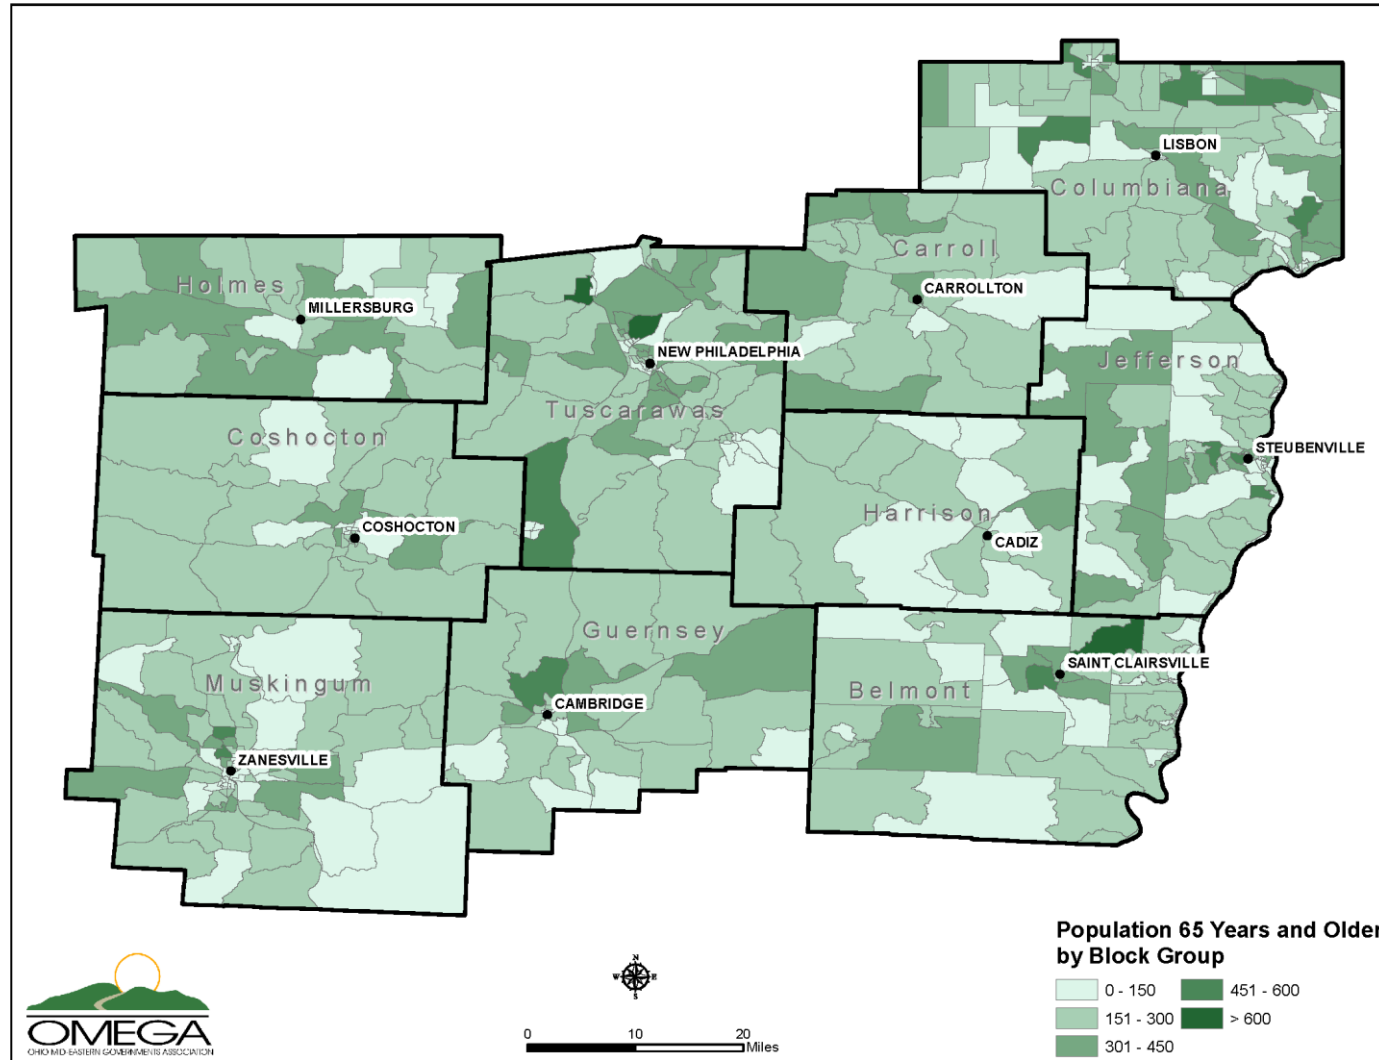 LISBON
Columbiana
Carroll
CARROLLTON
Holmes
MILLERSBURG
NEW PHILADELPHIA
Tuscarawas
Jefferson
STEUBENVILLE
Coshocton
COSHOCTON
Harrison
CADIZ
Guernsey
CAMBRIDGE
SAINT CLAIRSVILLE
Belmont
Muskingum
ZANESVILLE
Population 65 Years and Older
by Block Group
0 - 150
451 - 600
151 - 300
> 600
301 - 450
N
W E
S
0 10 20
Miles
OMEGA
OHIO MID-EASTERN GOVERNMENTS ASSOCIATION